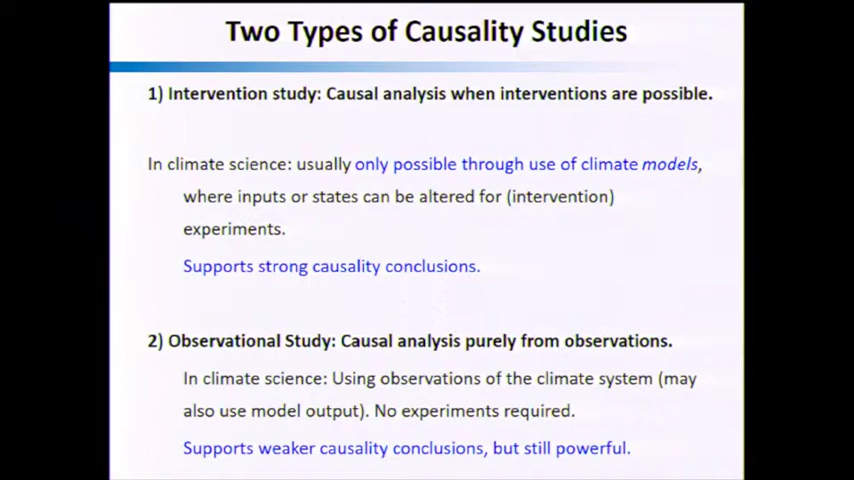 Two Types of Causality Studies
1) Intervention study: Causal analysis when interventions are possible.
In climate science: usually only possible through use of climate models,
where inputs or states can be altered for (intervention)
experiments.
Supports strong causality conclusions.
2) Observational Study: Causal analysis purely from observations.
In climate science: Using observations of the climate system (may
also use model output). No experiments required.
Supports weaker causality conclusions, but still powerful.